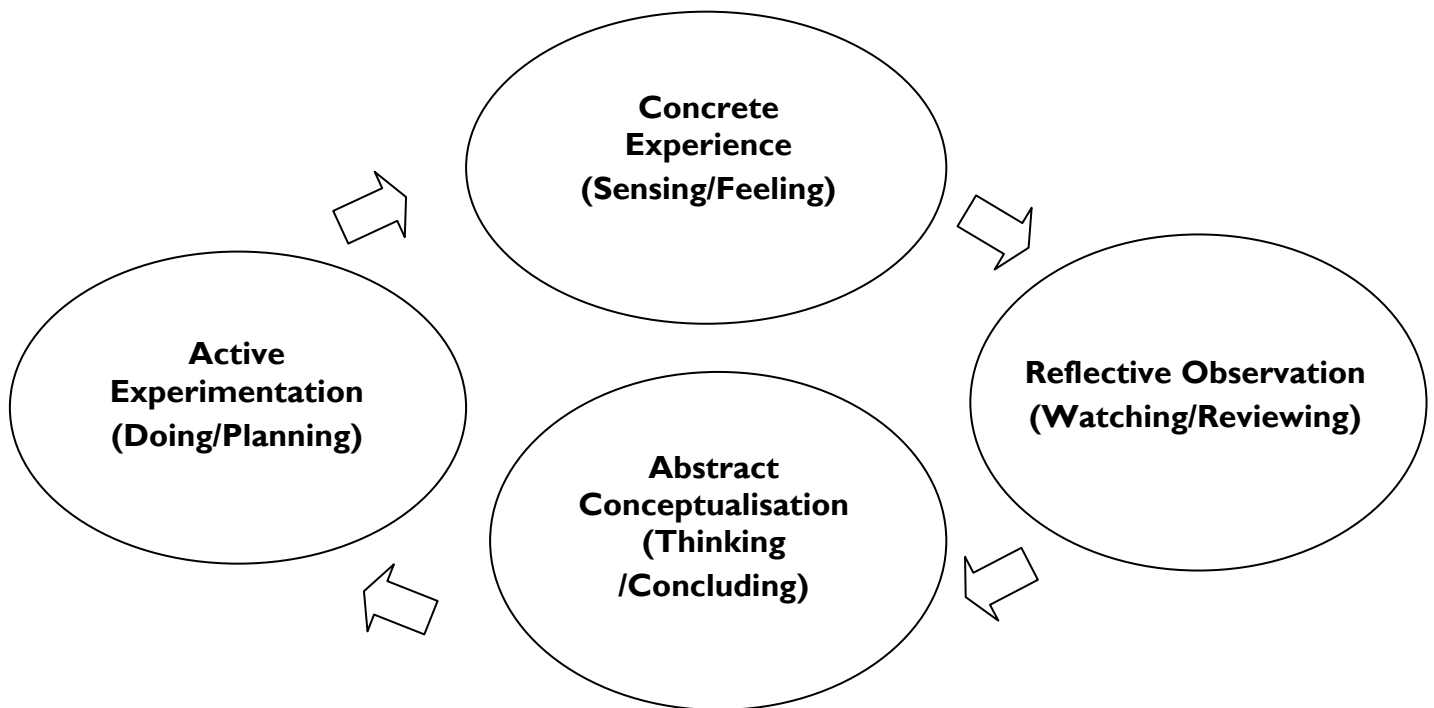 Concrete
Experience
(Sensing/Feeling)
Reflective Observation
(Watching/Reviewing)
Abstract
Conceptualisation
(Thinking
/Concluding)
Active
Experimentation
(Doing/Planning)